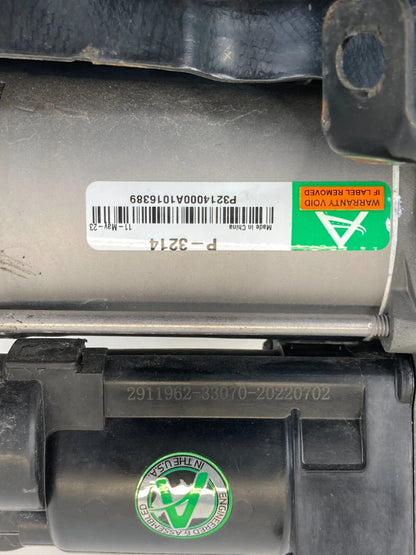 P-3214
Made in China
11-May-23
P3214000A1016389
WARRANTY VOID
IF LABEL REMOVED
2911962-33070-20220702
ENGINEERED & ASSEMBLED
IN THE U.S.A.